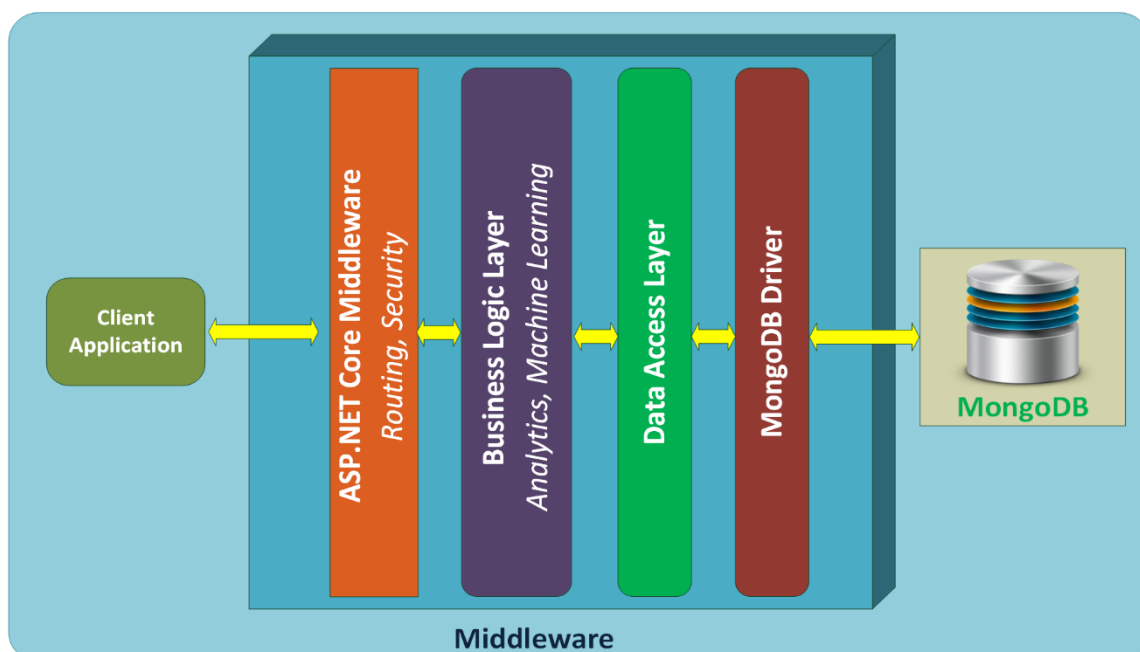 Client
Application
ASP.NET Core Middleware
Routing, Security
Business Logic Layer
Analytics, Machine Learning
Data Access Layer
MongoDB Driver
MongoDB
Middleware